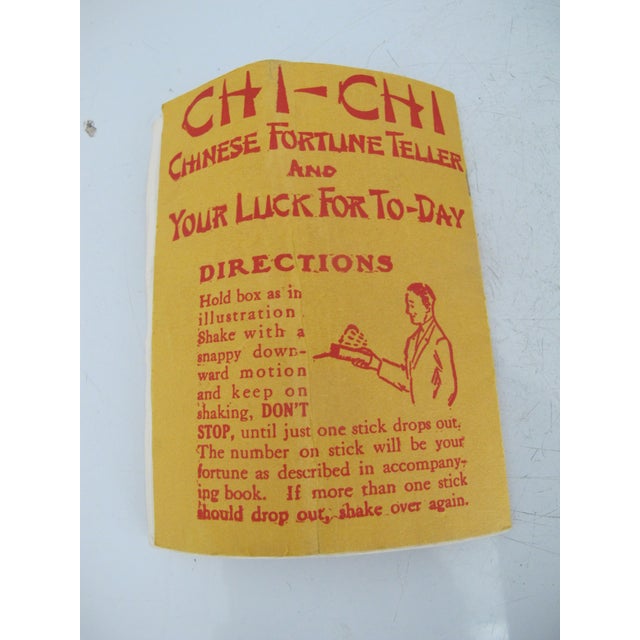 CHI-CHI
CHINESE FORTUNE TELLER
AND
YOUR LUCK FOR TO-DAY
DIRECTIONS
Hold box as in
illustration
Shake with a
snappy down-
ward motion
and keep on
shaking, DON'T
STOP, until just one stick drops out.
The number on stick will be your
fortune as described in accompany-
ing book. If more than one stick
should drop out, shake over again.